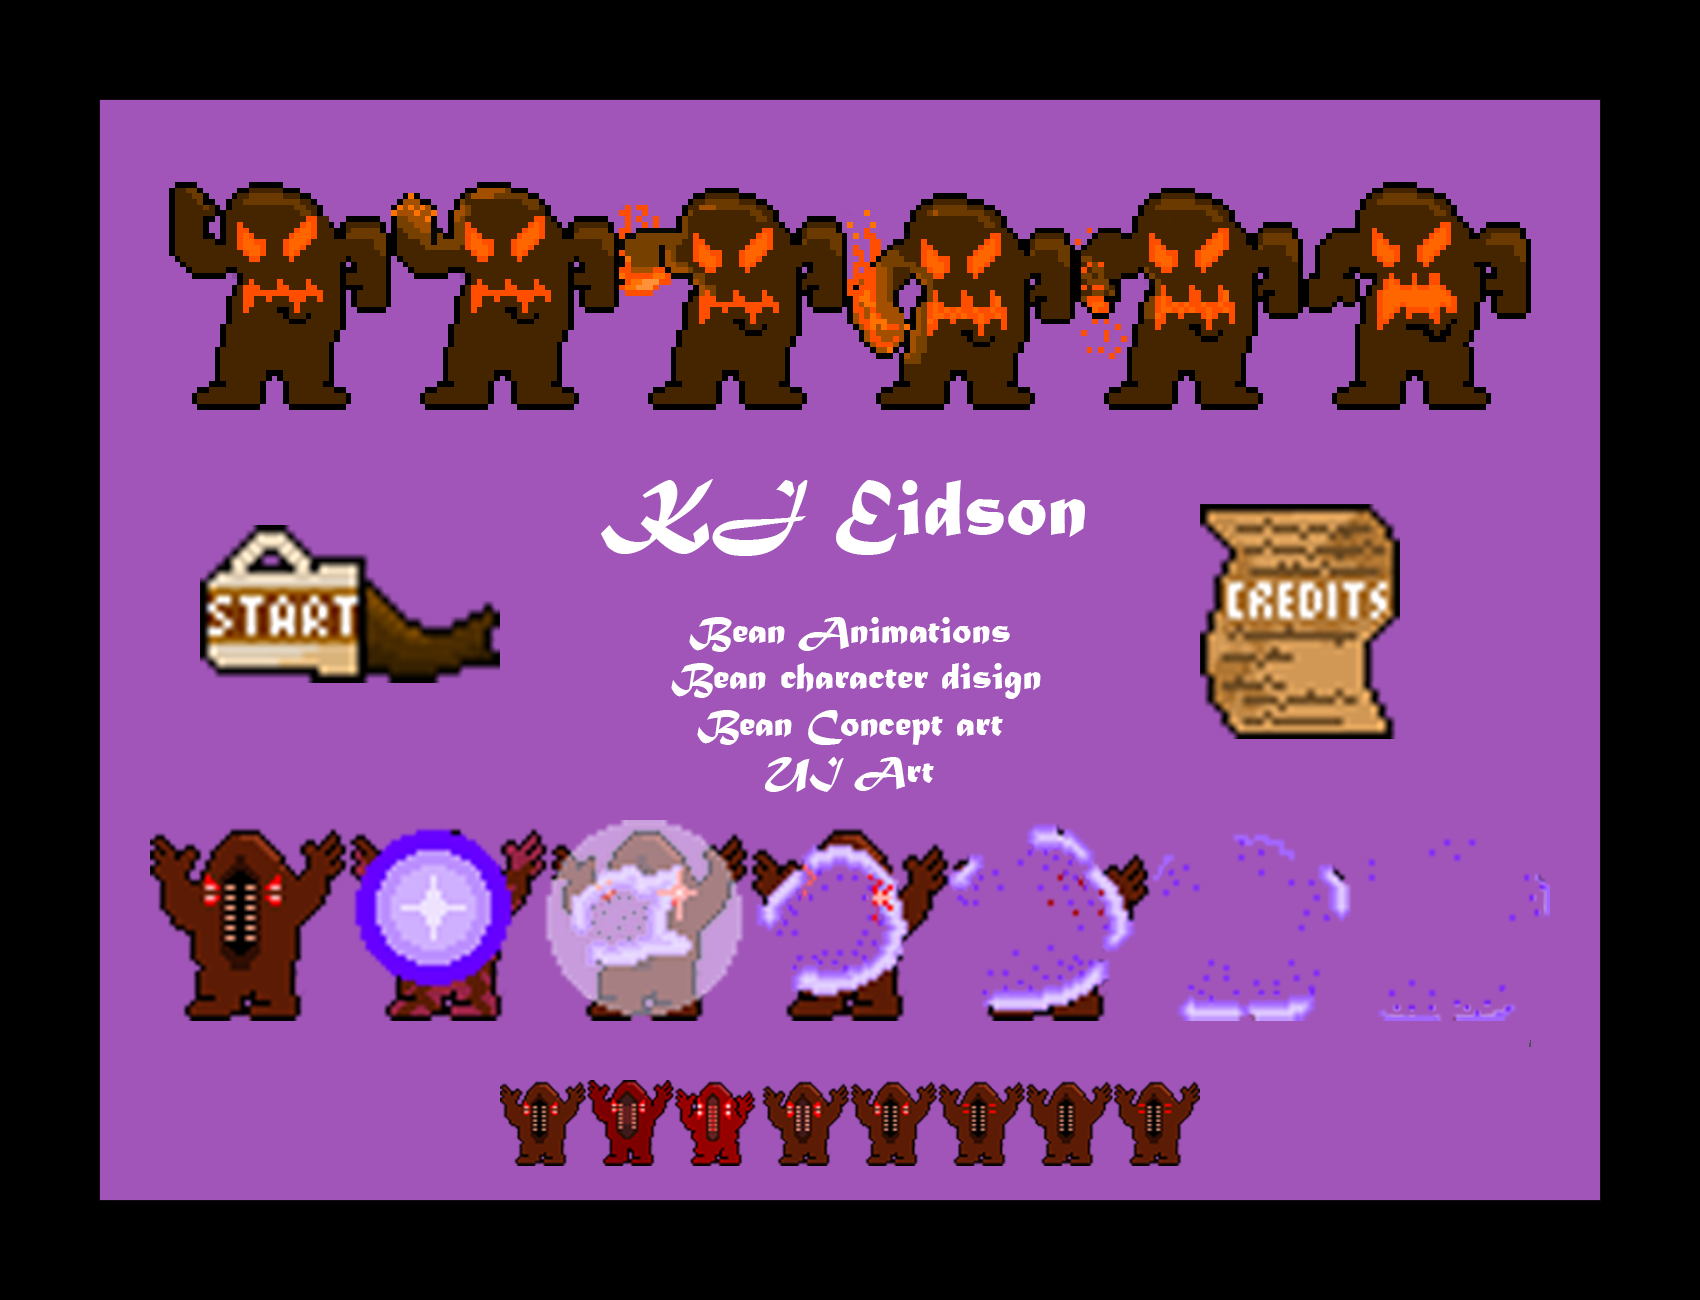 KJ Eidson
START
CREDITS
Bean Animations
Bean character disign
Bean Concept art
UI Art